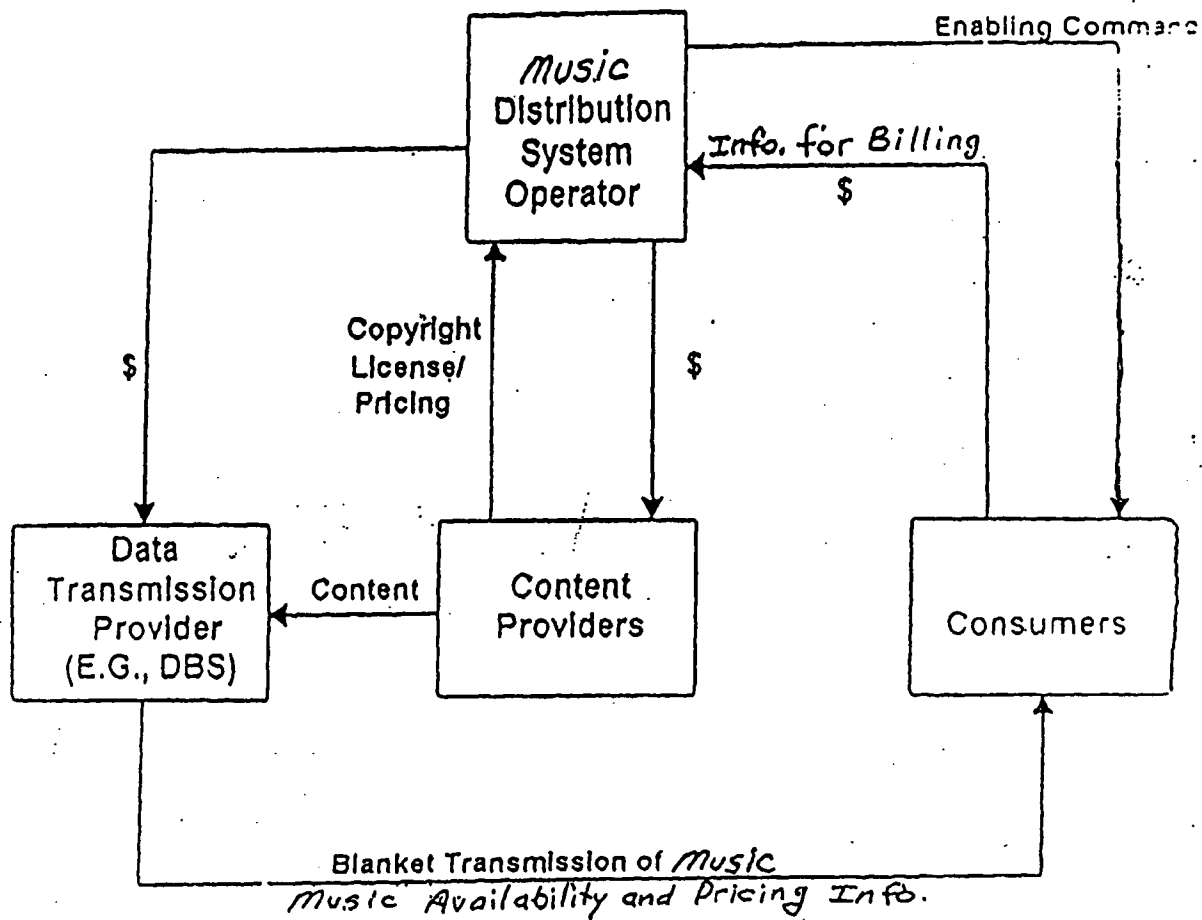 Enabling Comman
Music
Distribution
System
Operator
Info. for Billing
$
Copyright
License/
Pricing
$
$
Data
Transmission
Provider
(E.G., DBS)
Content
Content
Providers
Consumers
Blanket Transmission of Music
Music Availability and Pricing Info.